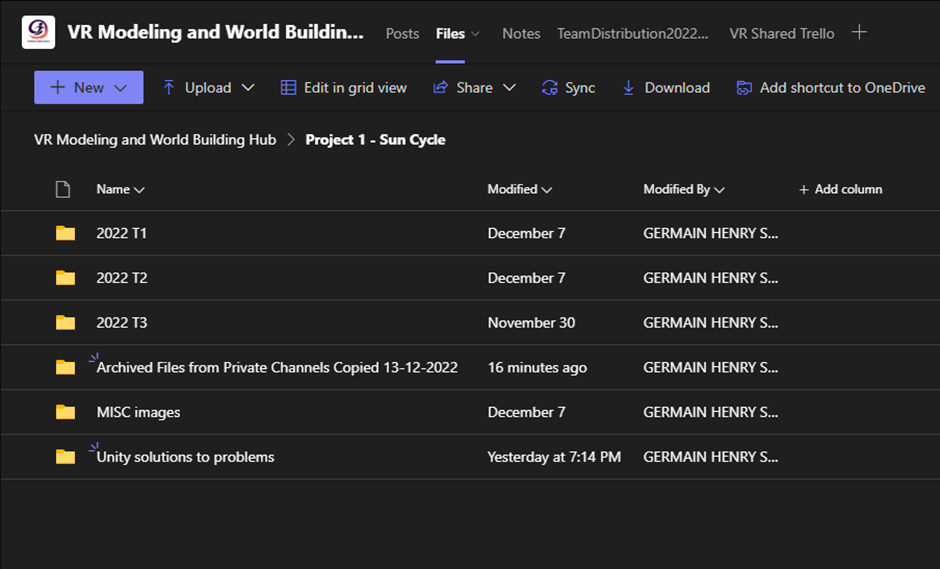 VR Modeling and World Buildin... Posts Files Notes TeamDistribution2022... VR Shared Trello
New Upload Edit in grid view Share Sync Download Add shortcut to OneDrive
VR Modeling and World Building Hub > Project 1 - Sun Cycle
Name Modified Modified By + Add column
2022 T1 December 7 GERMAIN HENRY S...
2022 T2 December 7 GERMAIN HENRY S...
2022 T3 November 30 GERMAIN HENRY S...
Archived Files from Private Channels Copied 13-12-2022 16 minutes ago GERMAIN HENRY S...
MISC images December 7 GERMAIN HENRY S...
Unity solutions to problems Yesterday at 7:14 PM GERMAIN HENRY S...